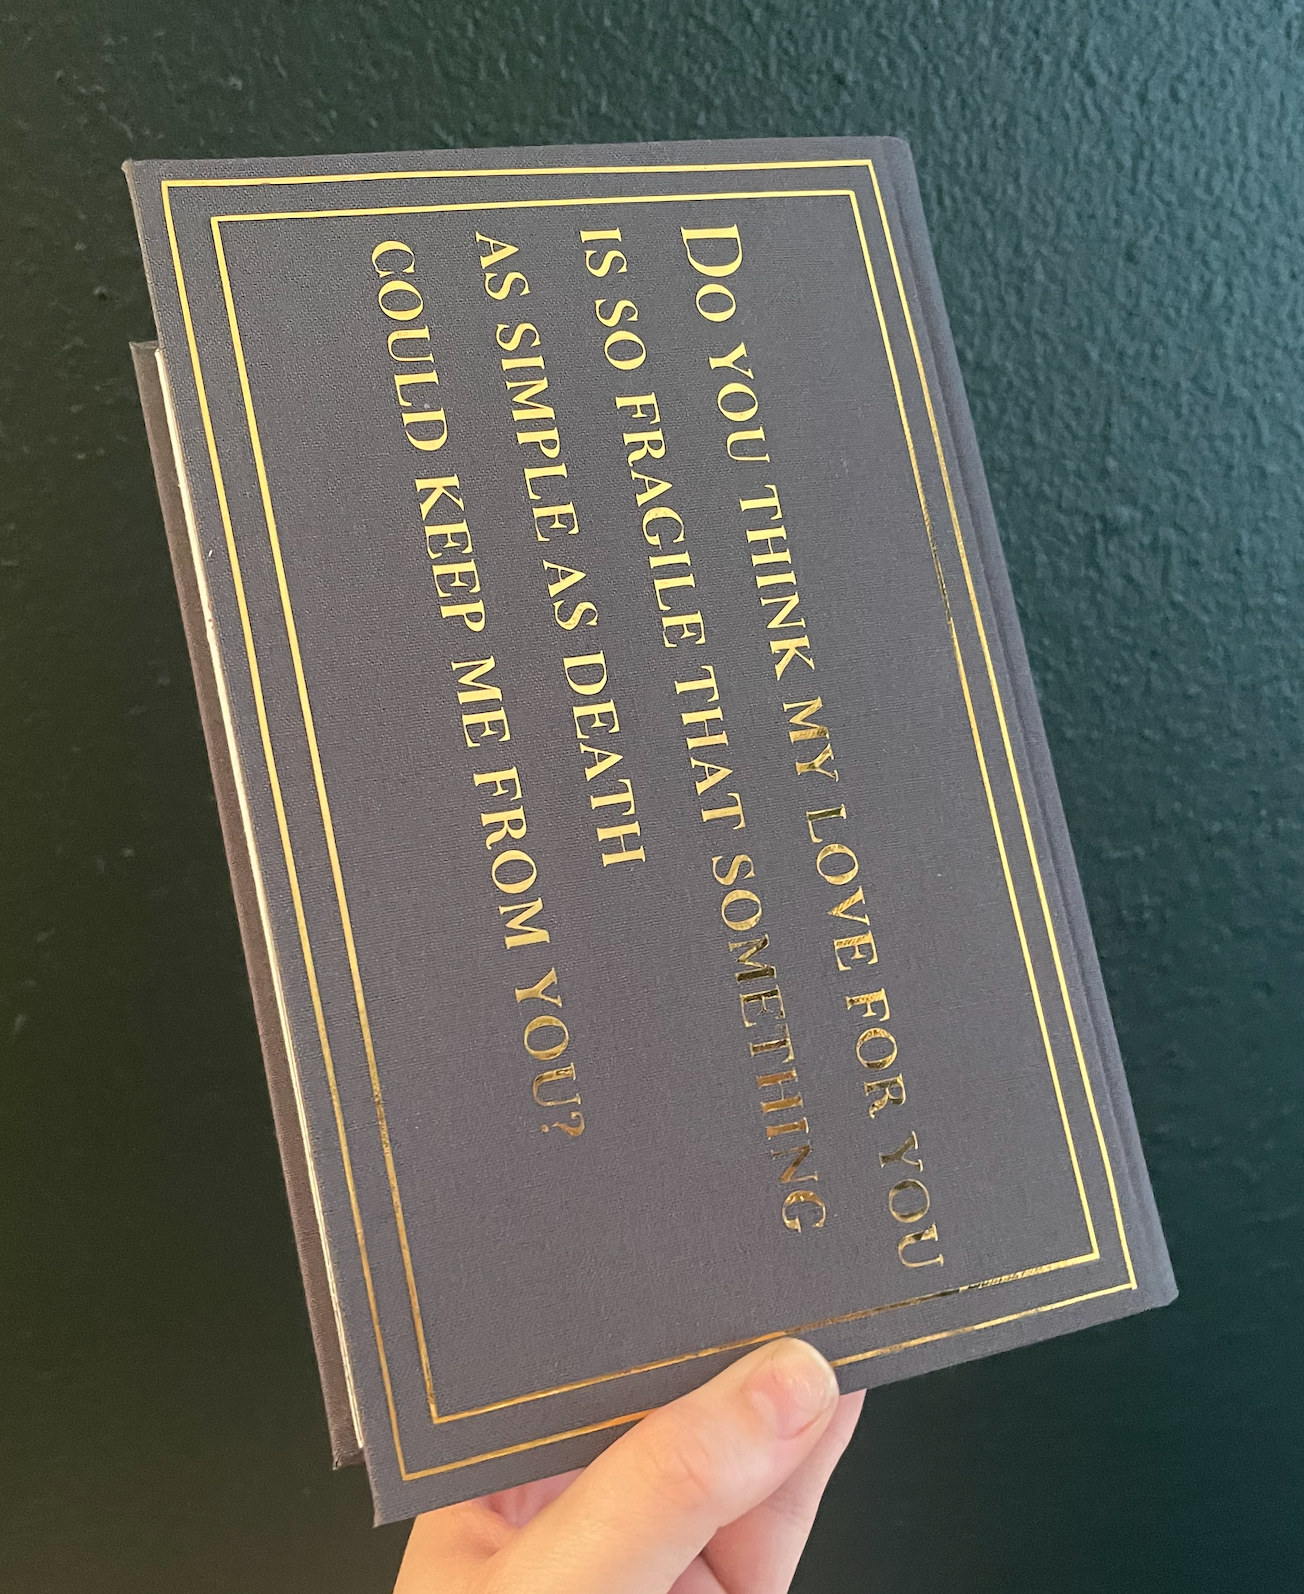 DO YOU THINK MY LOVE FOR YOU
IS SO FRAGILE THAT SOMETHING
AS SIMPLE AS DEATH
COULD KEEP ME FROM YOU?